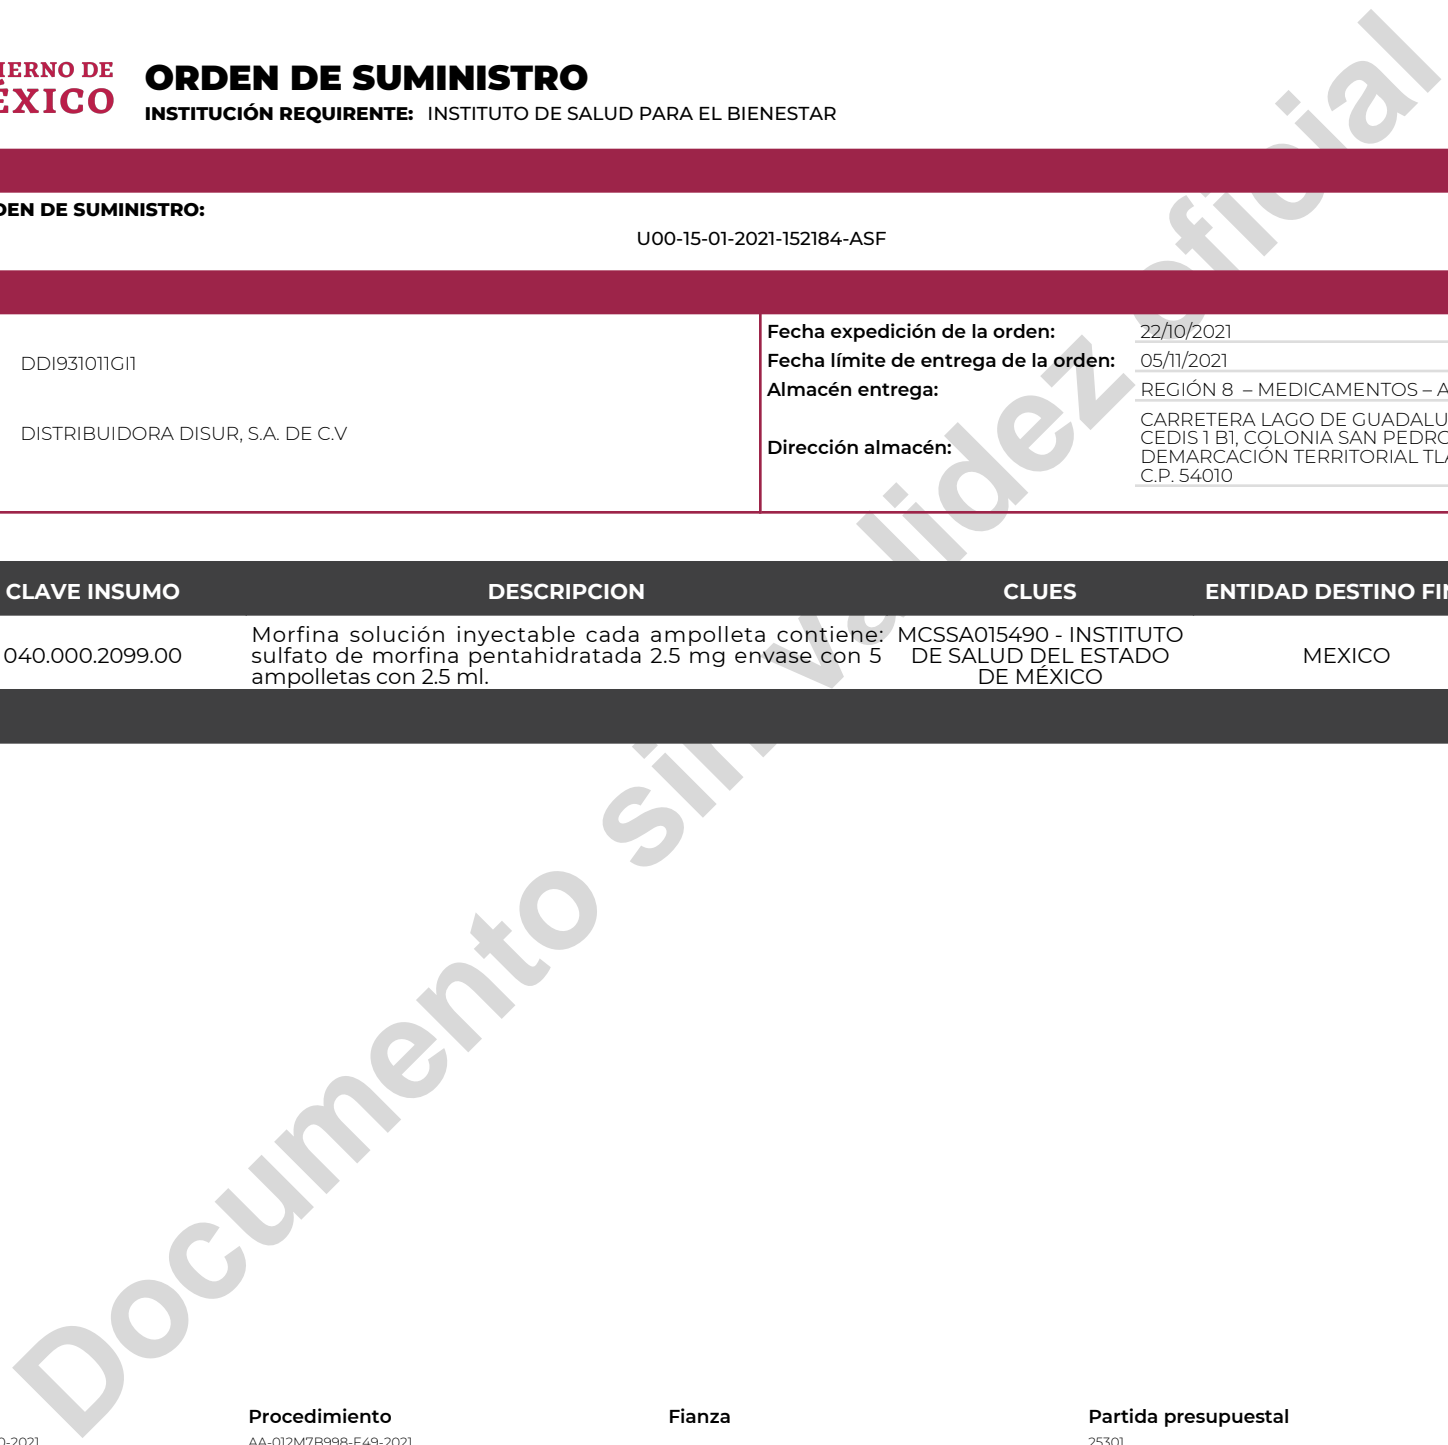 IERNO DE
ÉXICO
ORDEN DE SUMINISTRO
INSTITUCIÓN REQUIRENTE: INSTITUTO DE SALUD PARA EL BIENESTAR
DEN DE SUMINISTRO:
U00-15-01-2021-152184-ASF
DDI931011GI1
DISTRIBUIDORA DISUR, S.A. DE C.V
Fecha expedición de la orden: 22/10/2021
Fecha límite de entrega de la orden: 05/11/2021
Almacén entrega: REGIÓN 8 – MEDICAMENTOS – A
Dirección almacén:
CARRETERA LAGO DE GUADALU
CEDIS 1 B1, COLONIA SAN PEDRO
DEMARCACIÓN TERRITORIAL TLA
C.P. 54010
CLAVE INSUMO DESCRIPCION CLUES ENTIDAD DESTINO FIN
040.000.2099.00
Morfina solución inyectable cada ampolleta contiene:
sulfato de morfina pentahidratada 2.5 mg envase con 5
ampolletas con 2.5 ml.
MCSSA015490 - INSTITUTO
DE SALUD DEL ESTADO
DE MÉXICO
MEXICO
Documento sin validez oficial
Procedimiento Fianza Partida presupuestal
0-2021 AA-012M7B998-E49-2021 25301